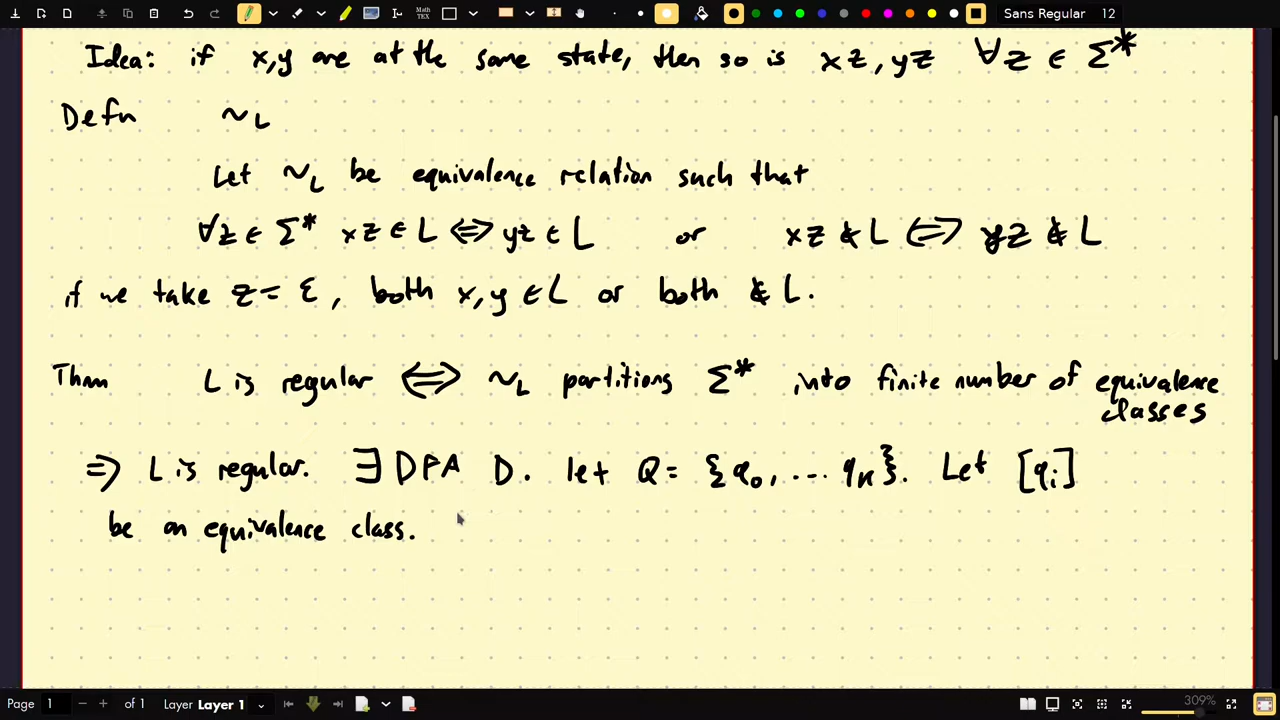 Math TEX
Sans Regular 12
Idea: if x,y are at the same state, then so is xz, yz ∀z ∈ Σ*
Defn ~L
Let ~L be equivalence relation such that
∀z ∈ Σ* xz ∈ L ⟺ yz ∈ L or xz ∉ L ⟺ yz ∉ L
if we take z = ε, both x,y ∈ L or both ∉ L.
Thm L is regular ⟺ ~L partitions Σ* into finite number of equivalence
classes
⇒ L is regular. ∃ DFA D. let Q = {q₀, ... qₙ}. Let [qᵢ]
be an equivalence class.
Page 1 of 1 Layer Layer 1 309%